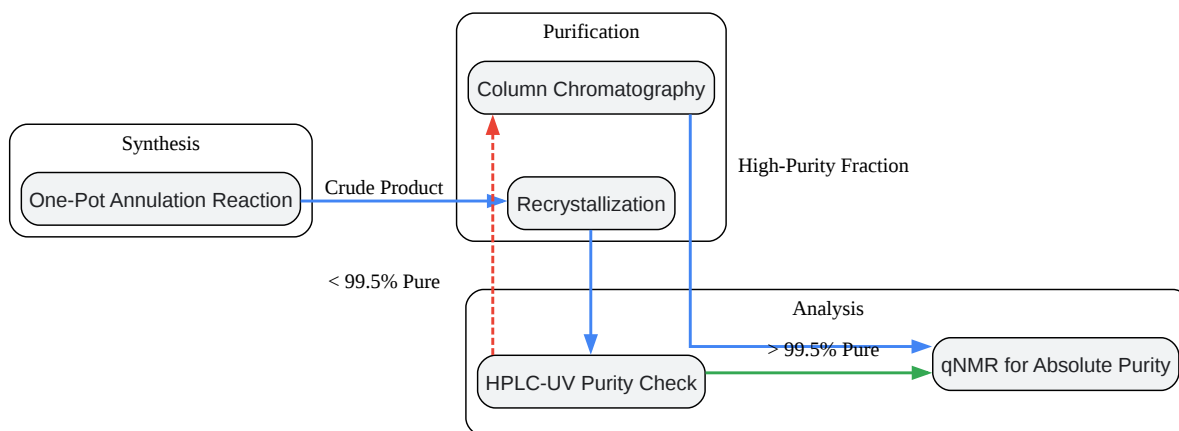 Purification
Column Chromatography
Synthesis
High-Purity Fraction
Crude Product
One-Pot Annulation Reaction
Recrystallization
< 99.5% Pure
Analysis
> 99.5% Pure
qNMR for Absolute Purity
HPLC-UV Purity Check